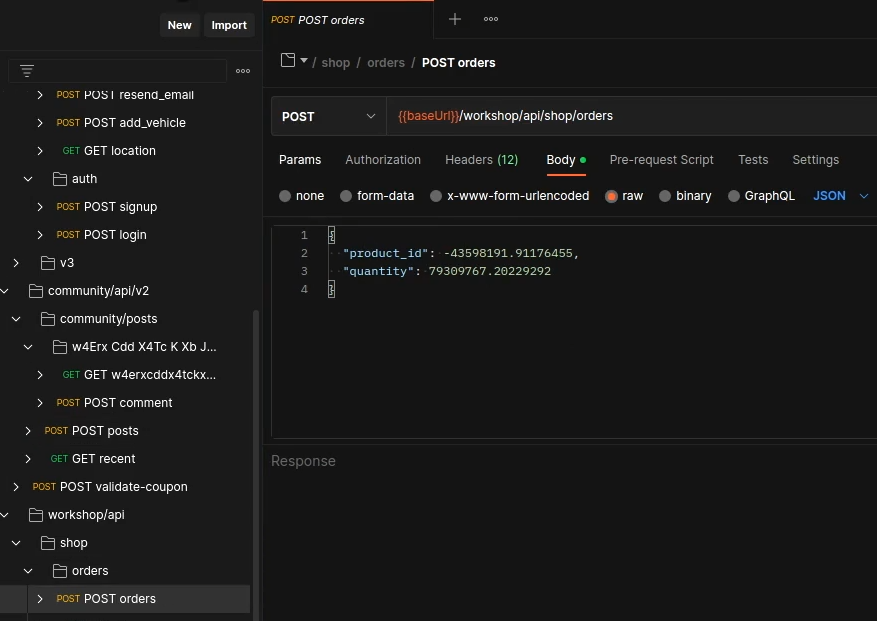 New Import
POST POST resend_email
POST POST add_vehicle
GET GET location
auth
POST POST signup
POST POST login
v3
community/api/v2
community/posts
w4Erx Cdd X4Tc K Xb J...
GET GET w4erxcddx4tckx...
POST POST comment
POST POST posts
GET GET recent
POST POST validate-coupon
workshop/api
shop
orders
POST POST orders
POST POST orders
/ shop / orders / POST orders
POST {{baseUrl}}/workshop/api/shop/orders
Params Authorization Headers (12) Body Pre-request Script Tests Settings
none form-data x-www-form-urlencoded raw binary GraphQL JSON
1 {
2 "product_id": -43598191.91176455,
3 "quantity": 79309767.20229292
4 }
Response